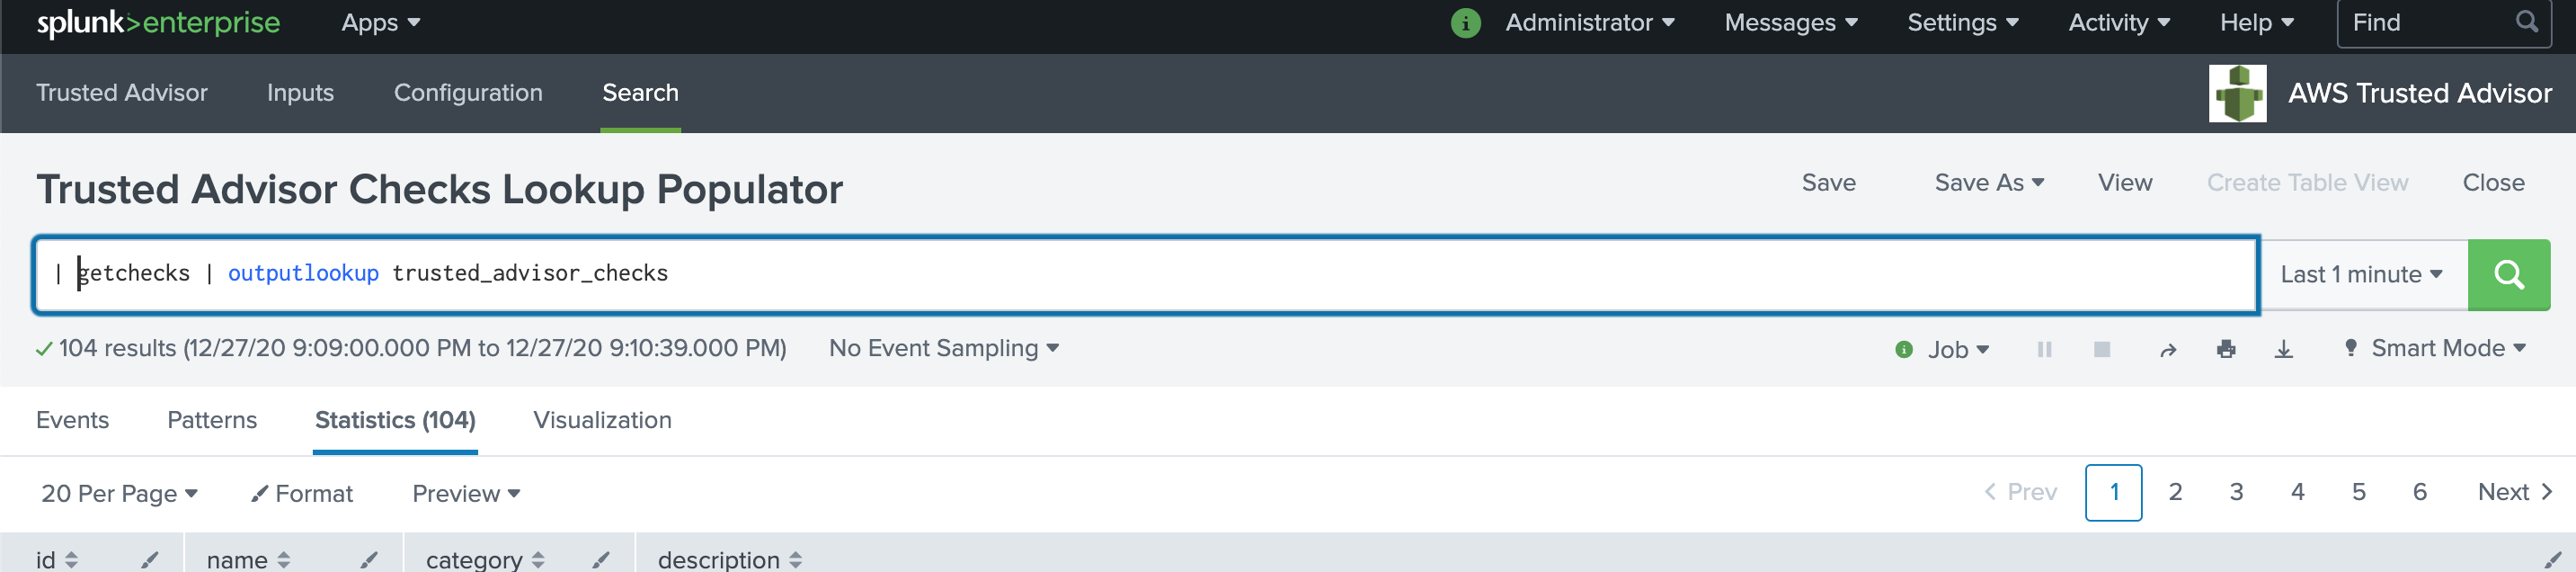 splunk>enterprise Apps Administrator Messages Settings Activity Help Find
Trusted Advisor Inputs Configuration Search AWS Trusted Advisor
Trusted Advisor Checks Lookup Populator Save Save As View Create Table View Close
| getchecks | outputlookup trusted_advisor_checks Last 1 minute
104 results (12/27/20 9:09:00.000 PM to 12/27/20 9:10:39.000 PM) No Event Sampling Job Smart Mode
Events Patterns Statistics (104) Visualization
20 Per Page Format Preview < Prev 1 2 3 4 5 6 Next >
id name category description